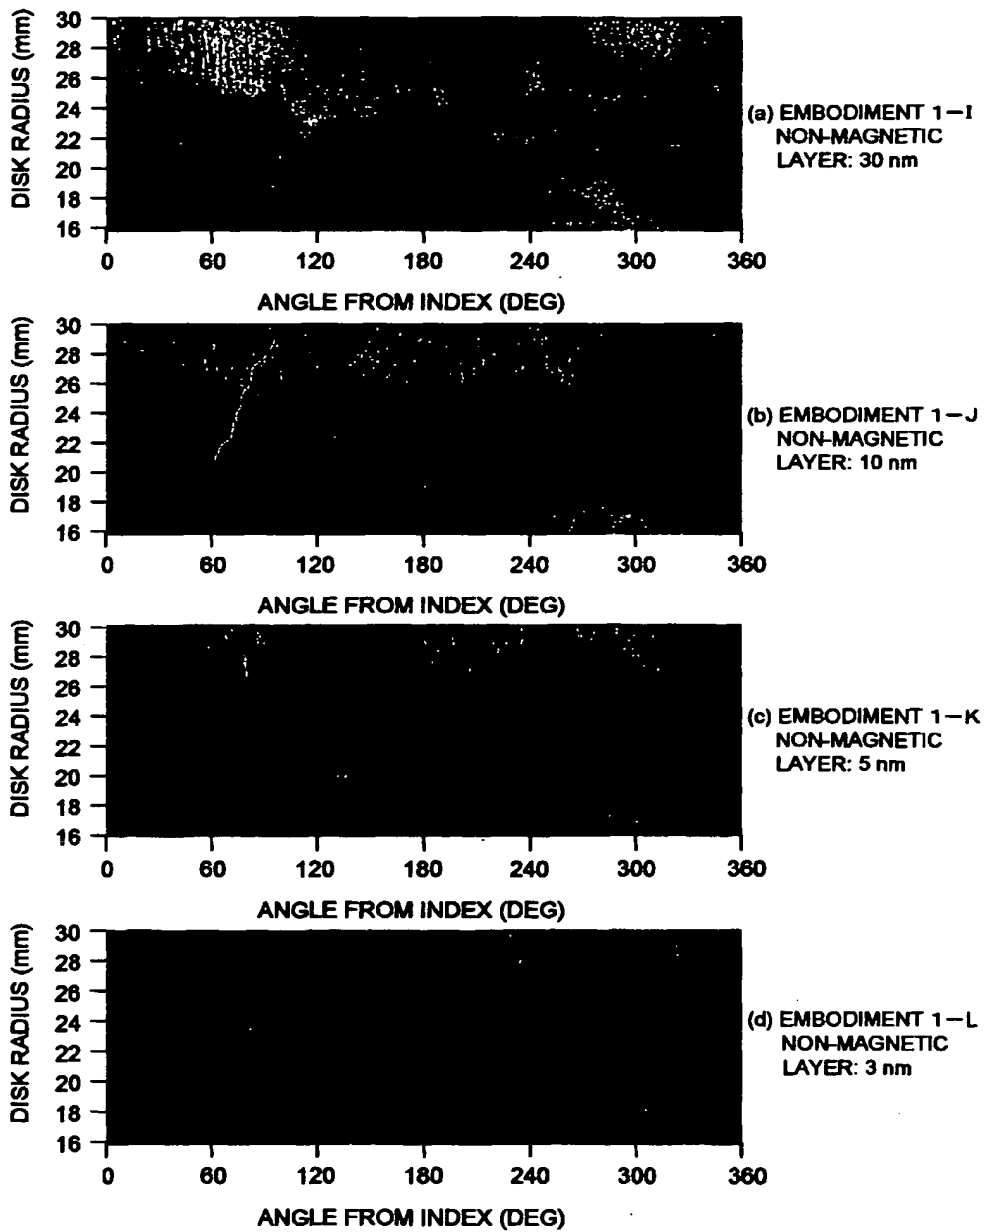 DISK RADIUS (mm)
30
28
26
24
22
20
18
16
0 60 120 180 240 300 360
ANGLE FROM INDEX (DEG)
(a) EMBODIMENT 1-I
NON-MAGNETIC
LAYER: 30 nm
DISK RADIUS (mm)
30
28
26
24
22
20
18
16
0 60 120 180 240 300 360
ANGLE FROM INDEX (DEG)
(b) EMBODIMENT 1-J
NON-MAGNETIC
LAYER: 10 nm
DISK RADIUS (mm)
30
28
26
24
22
20
18
16
0 60 120 180 240 300 360
ANGLE FROM INDEX (DEG)
(c) EMBODIMENT 1-K
NON-MAGNETIC
LAYER: 5 nm
DISK RADIUS (mm)
30
28
26
24
22
20
18
16
0 60 120 180 240 300 360
ANGLE FROM INDEX (DEG)
(d) EMBODIMENT 1-L
NON-MAGNETIC
LAYER: 3 nm